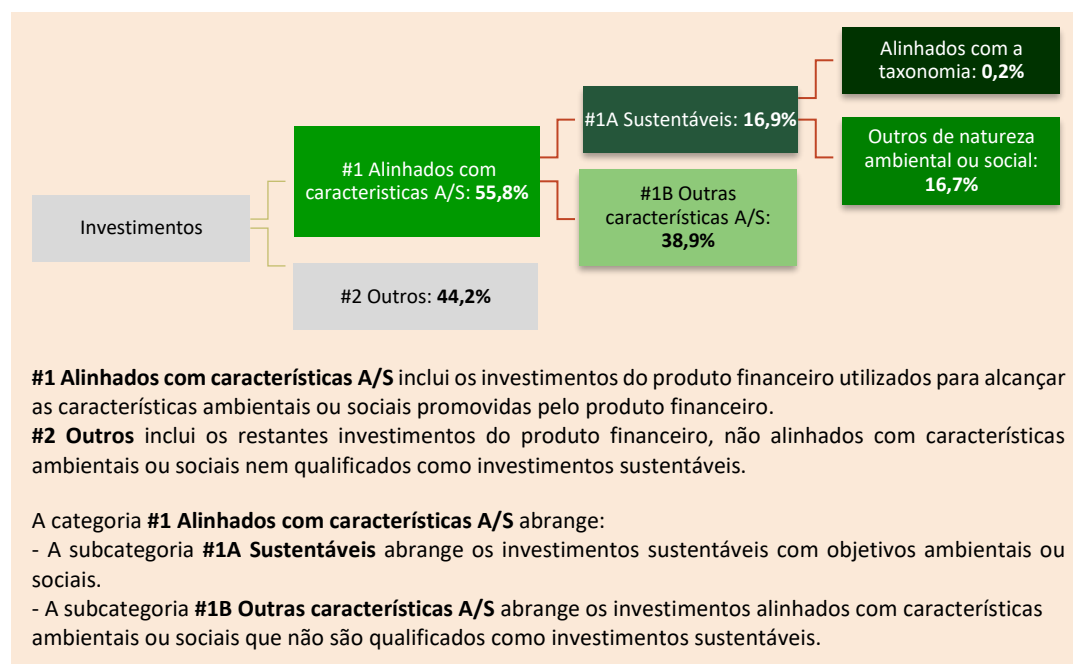 Alinhados com a
taxonomia: 0,2%
#1A Sustentáveis: 16,9%
Outros de natureza
ambiental ou social:
16,7%
#1 Alinhados com
caracteristicas A/S: 55,8%
#1B Outras
características A/S:
38,9%
Investimentos
#2 Outros: 44,2%
#1 Alinhados com características A/S inclui os investimentos do produto financeiro utilizados para alcançar
as características ambientais ou sociais promovidas pelo produto financeiro.
#2 Outros inclui os restantes investimentos do produto financeiro, não alinhados com características
ambientais ou sociais nem qualificados como investimentos sustentáveis.
A categoria #1 Alinhados com características A/S abrange:
- A subcategoria #1A Sustentáveis abrange os investimentos sustentáveis com objetivos ambientais ou
sociais.
- A subcategoria #1B Outras características A/S abrange os investimentos alinhados com características
ambientais ou sociais que não são qualificados como investimentos sustentáveis.